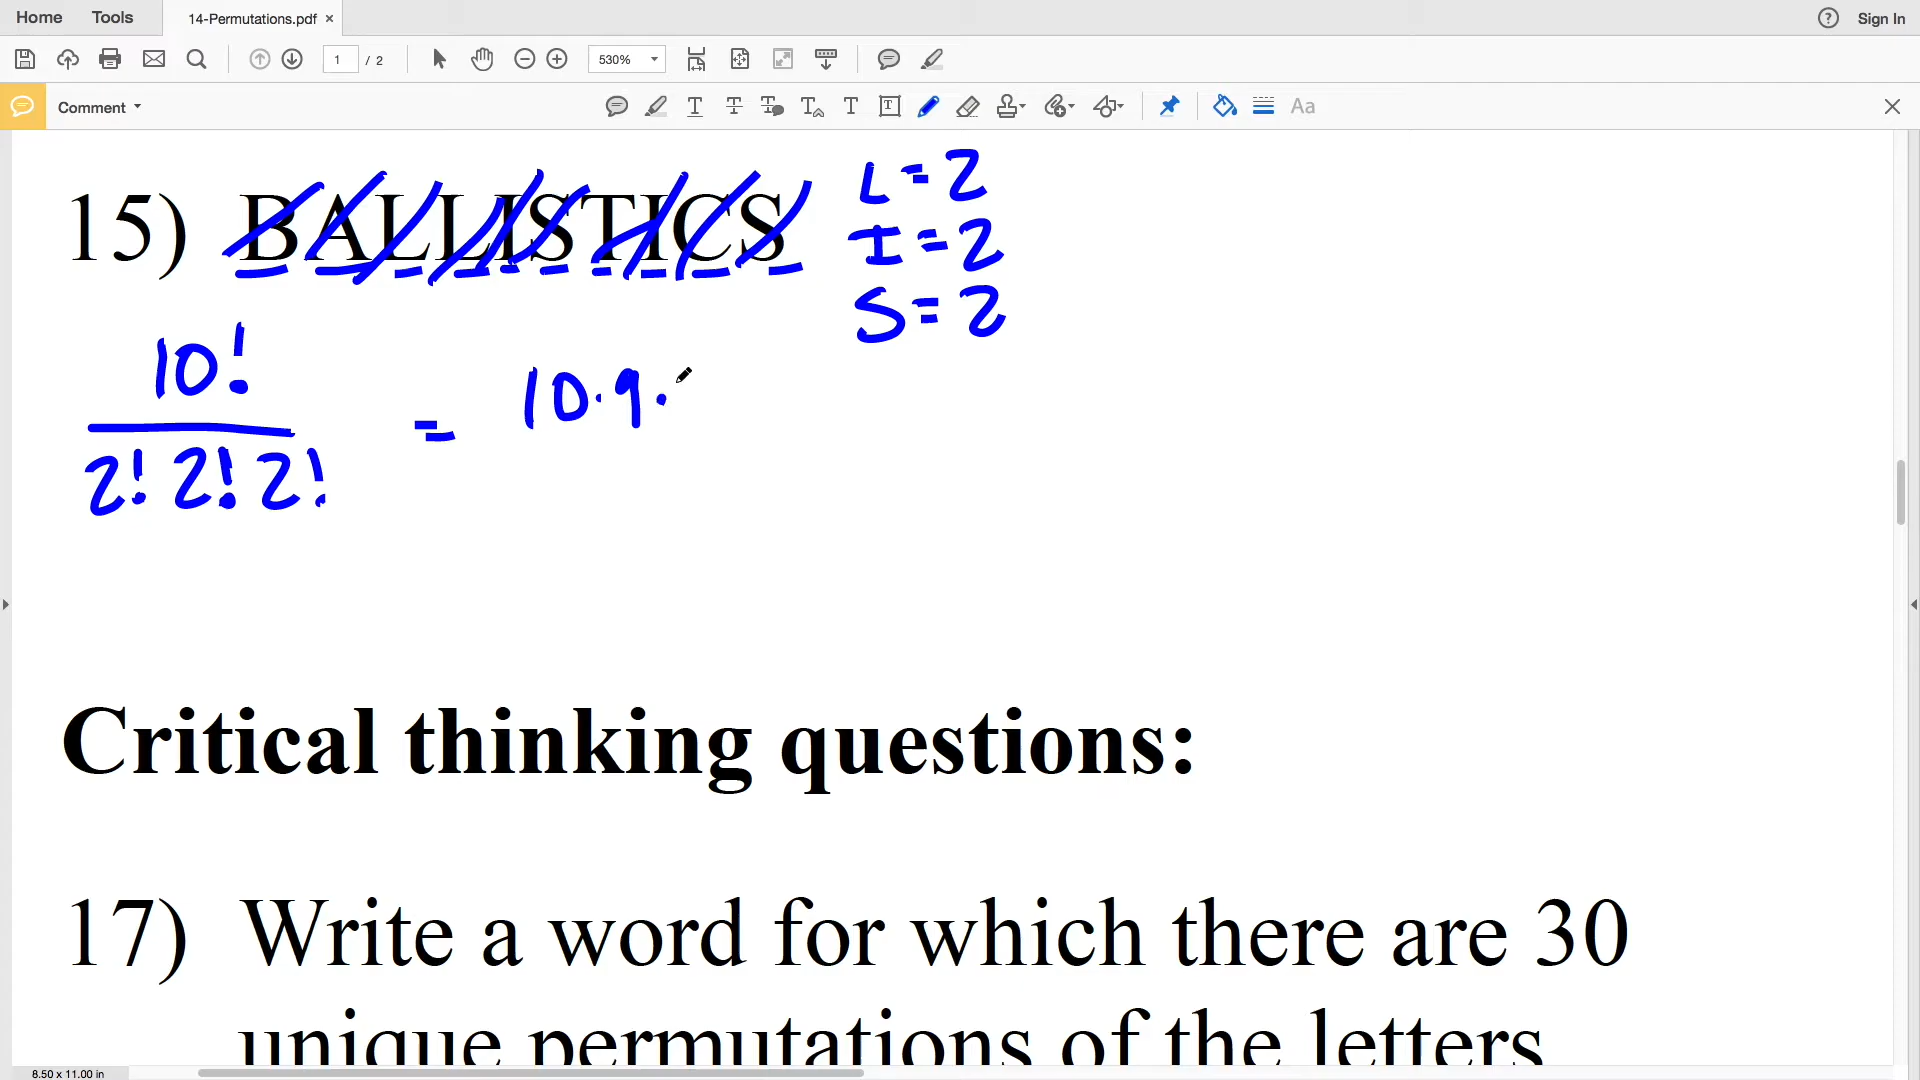 Home Tools 14-Permutations.pdf × ? Sign In
1 / 2 530%
Comment T T T T T T Aa
15) BALLISTICS
L = 2
I = 2
S = 2
10! / 2! 2! 2! = 10 · 9 ·
Critical thinking questions:
17) Write a word for which there are 30
unique permutations of the letters
8.50 x 11.00 in